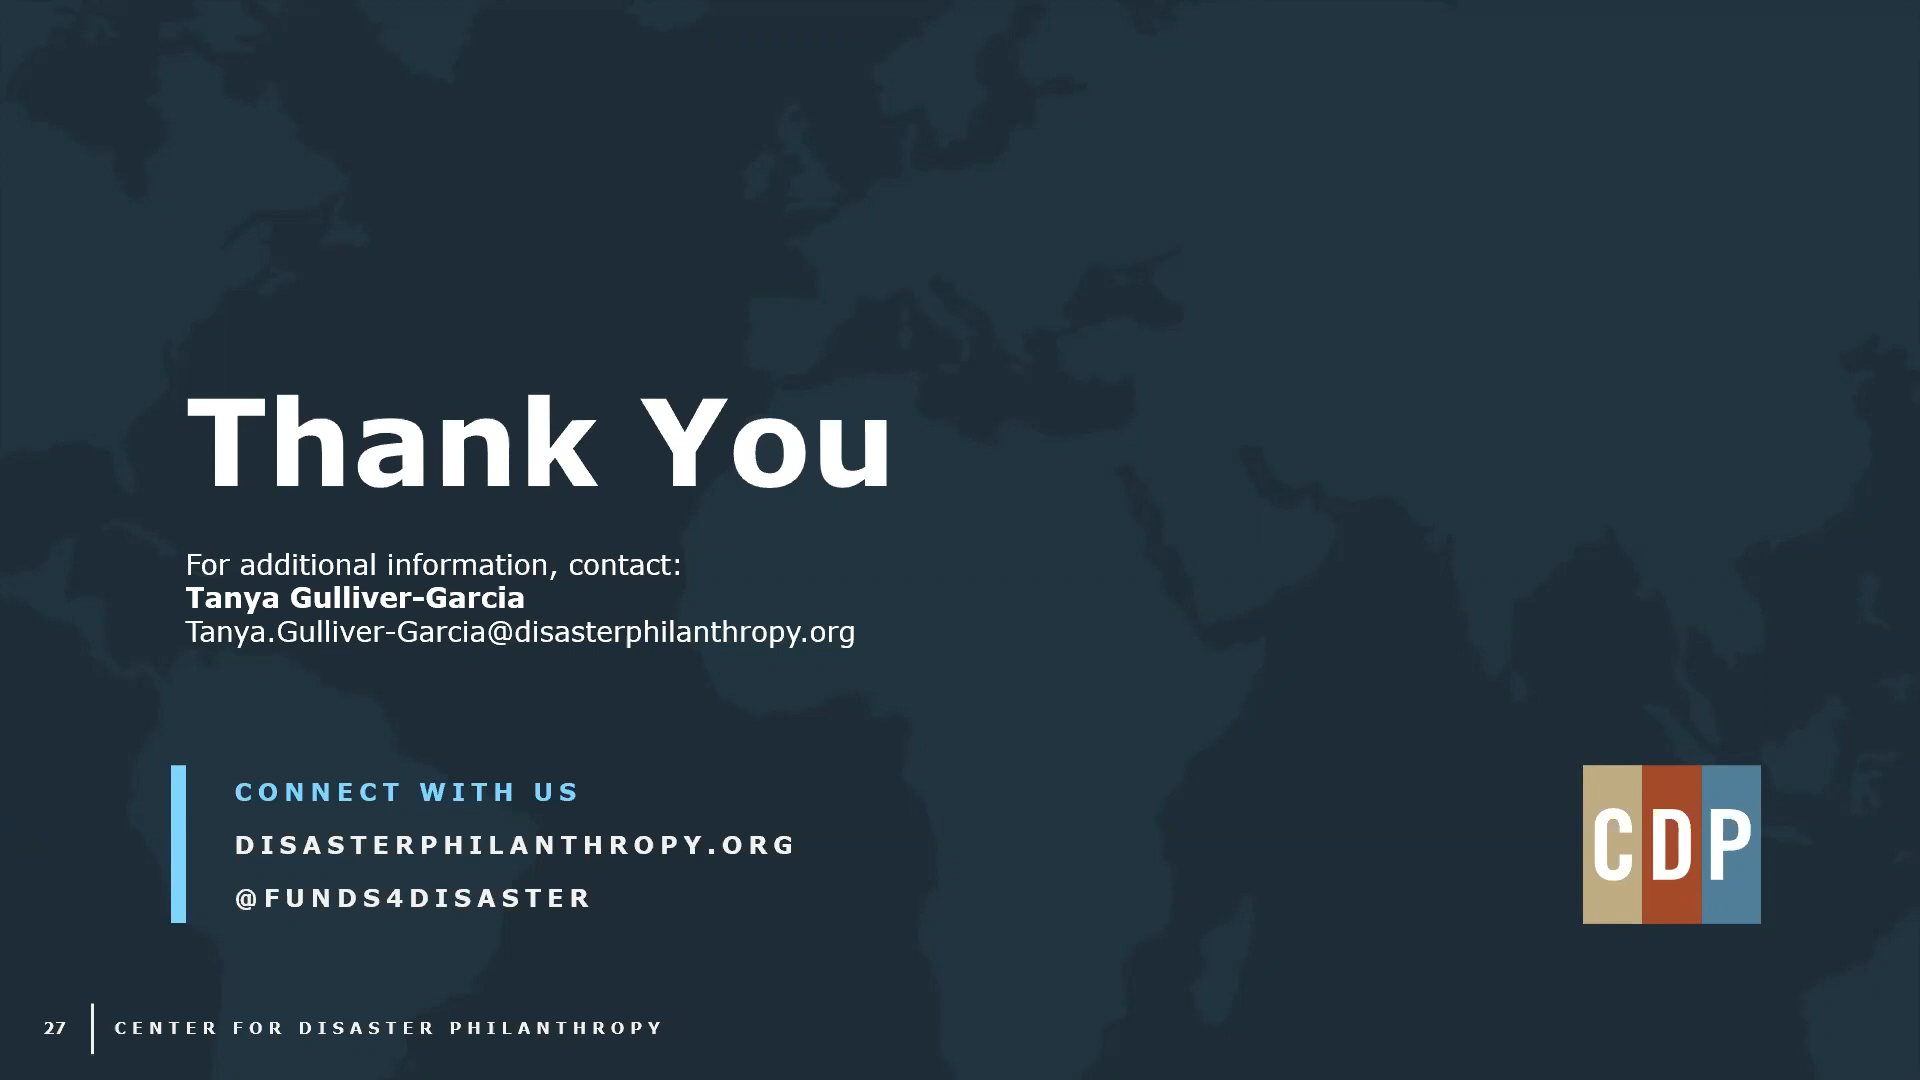 Thank You
For additional information, contact:
Tanya Gulliver-Garcia
Tanya.Gulliver-Garcia@disasterphilanthropy.org
CONNECT WITH US
DISASTERPHILANTHROPY.ORG
@FUNDS4DISASTER
CDP
27
CENTER FOR DISASTER PHILANTHROPY